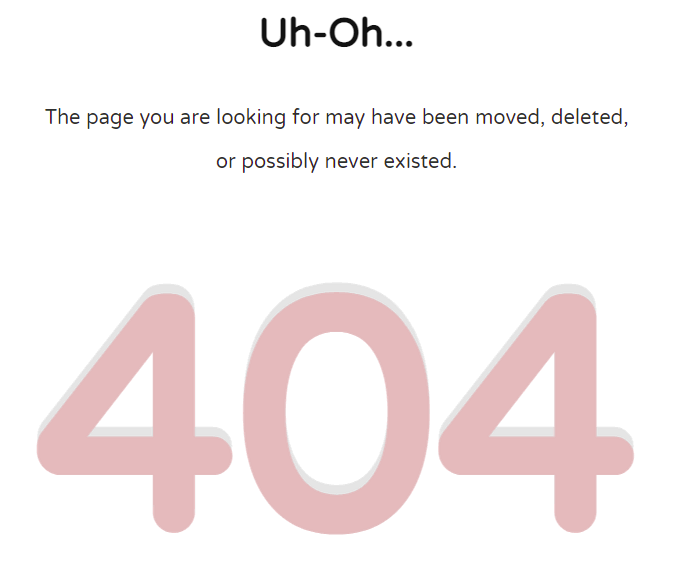 Uh-Oh...
The page you are looking for may have been moved, deleted,
or possibly never existed.
404